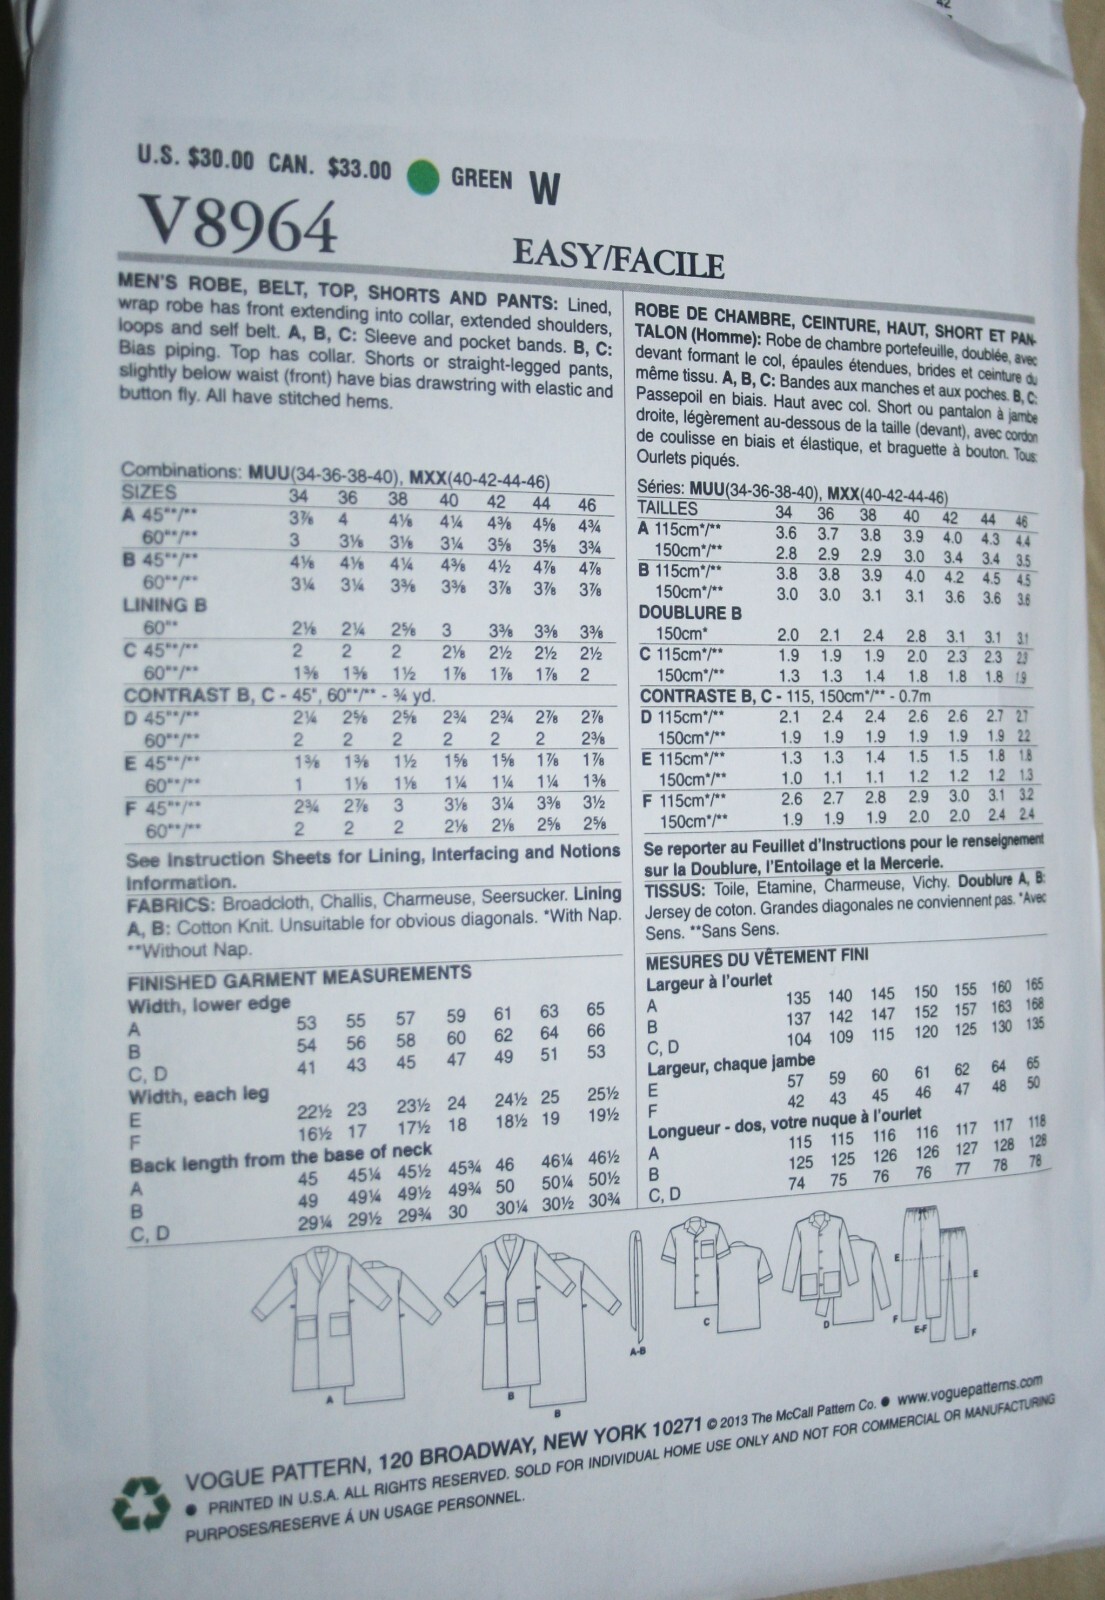 42
U.S. $30.00 CAN. $33.00 GREEN W
V8964
EASY/FACILE
MEN'S ROBE, BELT, TOP, SHORTS AND PANTS: Lined,
wrap robe has front extending into collar, extended shoulders,
loops and self belt. A, B, C: Sleeve and pocket bands. B, C:
Bias piping. Top has collar. Shorts or straight-legged pants,
slightly below waist (front) have bias drawstring with elastic and
button fly. All have stitched hems.
Combinations: MUU(34-36-38-40), MXX(40-42-44-46)
SIZES 34 36 38 40 42 44 46
A 45"*/** 3⅞ 4 4⅛ 4¼ 4⅜ 4⅝ 4¾
60"*/** 3 3⅛ 3⅛ 3¼ 3⅝ 3⅝ 3¾
B 45"*/** 4⅛ 4⅛ 4¼ 4⅜ 4½ 4⅞ 4⅞
60"*/** 3¼ 3¼ 3⅜ 3⅜ 3⅞ 3⅞ 3⅞
LINING B
60"* 2⅛ 2¼ 2⅝ 3 3⅜ 3⅜ 3⅜
C 45"*/** 2 2 2 2⅛ 2½ 2½ 2½
60"*/** 1⅜ 1⅜ 1½ 1⅞ 1⅞ 1⅞ 2
CONTRAST B, C - 45", 60"*/** - ¾ yd.
D 45"*/** 2¼ 2⅝ 2⅝ 2¾ 2¾ 2⅞ 2⅞
60"*/** 2 2 2 2 2 2 2⅜
E 45"*/** 1⅜ 1⅜ 1½ 1⅝ 1⅝ 1⅞ 1⅞
60"*/** 1 1⅛ 1⅛ 1¼ 1¼ 1¼ 1⅜
F 45"*/** 2¾ 2⅞ 3 3⅛ 3¼ 3⅜ 3½
60"*/** 2 2 2 2⅛ 2⅛ 2⅝ 2⅝
See Instruction Sheets for Lining, Interfacing and Notions
Information.
FABRICS: Broadcloth, Challis, Charmeuse, Seersucker. Lining
A, B: Cotton Knit. Unsuitable for obvious diagonals. *With Nap.
**Without Nap.
FINISHED GARMENT MEASUREMENTS
Width, lower edge
A 53 55 57 59 61 63 65
B 54 56 58 60 62 64 66
C, D 41 43 45 47 49 51 53
Width, each leg
E 22½ 23 23½ 24 24½ 25 25½
F 16½ 17 17½ 18 18½ 19 19½
Back length from the base of neck
A 45 45¼ 45½ 45¾ 46 46¼ 46½
B 49 49¼ 49½ 49¾ 50 50¼ 50½
C, D 29¼ 29½ 29¾ 30 30¼ 30½ 30¾
ROBE DE CHAMBRE, CEINTURE, HAUT, SHORT ET PAN-
TALON (Homme): Robe de chambre portefeuille, doublée, avec
devant formant le col, épaules étendues, brides et ceinture du
même tissu. A, B, C: Bandes aux manches et aux poches. B, C:
Passepoil en biais. Haut avec col. Short ou pantalon à jambe
droite, légèrement au-dessous de la taille (devant), avec cordon
de coulisse en biais et élastique, et braguette à bouton. Tous:
Ourlets piqués.
Séries: MUU(34-36-38-40), MXX(40-42-44-46)
TAILLES 34 36 38 40 42 44 46
A 115cm*/** 3.6 3.7 3.8 3.9 4.0 4.3 4.4
150cm*/** 2.8 2.9 2.9 3.0 3.4 3.4 3.5
B 115cm*/** 3.8 3.8 3.9 4.0 4.2 4.5 4.5
150cm*/** 3.0 3.0 3.1 3.1 3.6 3.6 3.6
DOUBLURE B
150cm* 2.0 2.1 2.4 2.8 3.1 3.1 3.1
C 115cm*/** 1.9 1.9 1.9 2.0 2.3 2.3 2.3
150cm*/** 1.3 1.3 1.4 1.8 1.8 1.8 1.9
CONTRASTE B, C - 115, 150cm*/** - 0.7m
D 115cm*/** 2.1 2.4 2.4 2.6 2.6 2.7 2.7
150cm*/** 1.9 1.9 1.9 1.9 1.9 1.9 2.2
E 115cm*/** 1.3 1.3 1.4 1.5 1.5 1.8 1.8
150cm*/** 1.0 1.1 1.1 1.2 1.2 1.2 1.3
F 115cm*/** 2.6 2.7 2.8 2.9 3.0 3.1 3.2
150cm*/** 1.9 1.9 1.9 2.0 2.0 2.4 2.4
Se reporter au Feuillet d'Instructions pour le renseignement
sur la Doublure, l'Entoilage et la Mercerie.
TISSUS: Toile, Etamine, Charmeuse, Vichy. Doublure A, B:
Jersey de coton. Grandes diagonales ne conviennent pas. *Avec
Sens. **Sans Sens.
MESURES DU VÊTEMENT FINI
Largeur à l'ourlet
A 135 140 145 150 155 160 165
B 137 142 147 152 157 163 168
C, D 104 109 115 120 125 130 135
Largeur, chaque jambe
E 57 59 60 61 62 64 65
F 42 43 45 46 47 48 50
Longueur - dos, votre nuque à l'ourlet
A 115 115 116 116 117 117 118
B 125 125 126 126 127 128 128
C, D 74 75 76 76 77 78 78
A
B
B
A-B
C
D
E
E
F
E-F
F
VOGUE PATTERN, 120 BROADWAY, NEW YORK 10271 © 2013 The McCall Pattern Co. ● www.voguepatterns.com
● PRINTED IN U.S.A. ALL RIGHTS RESERVED. SOLD FOR INDIVIDUAL HOME USE ONLY AND NOT FOR COMMERCIAL OR MANUFACTURING
PURPOSES/RESERVE Á UN USAGE PERSONNEL.